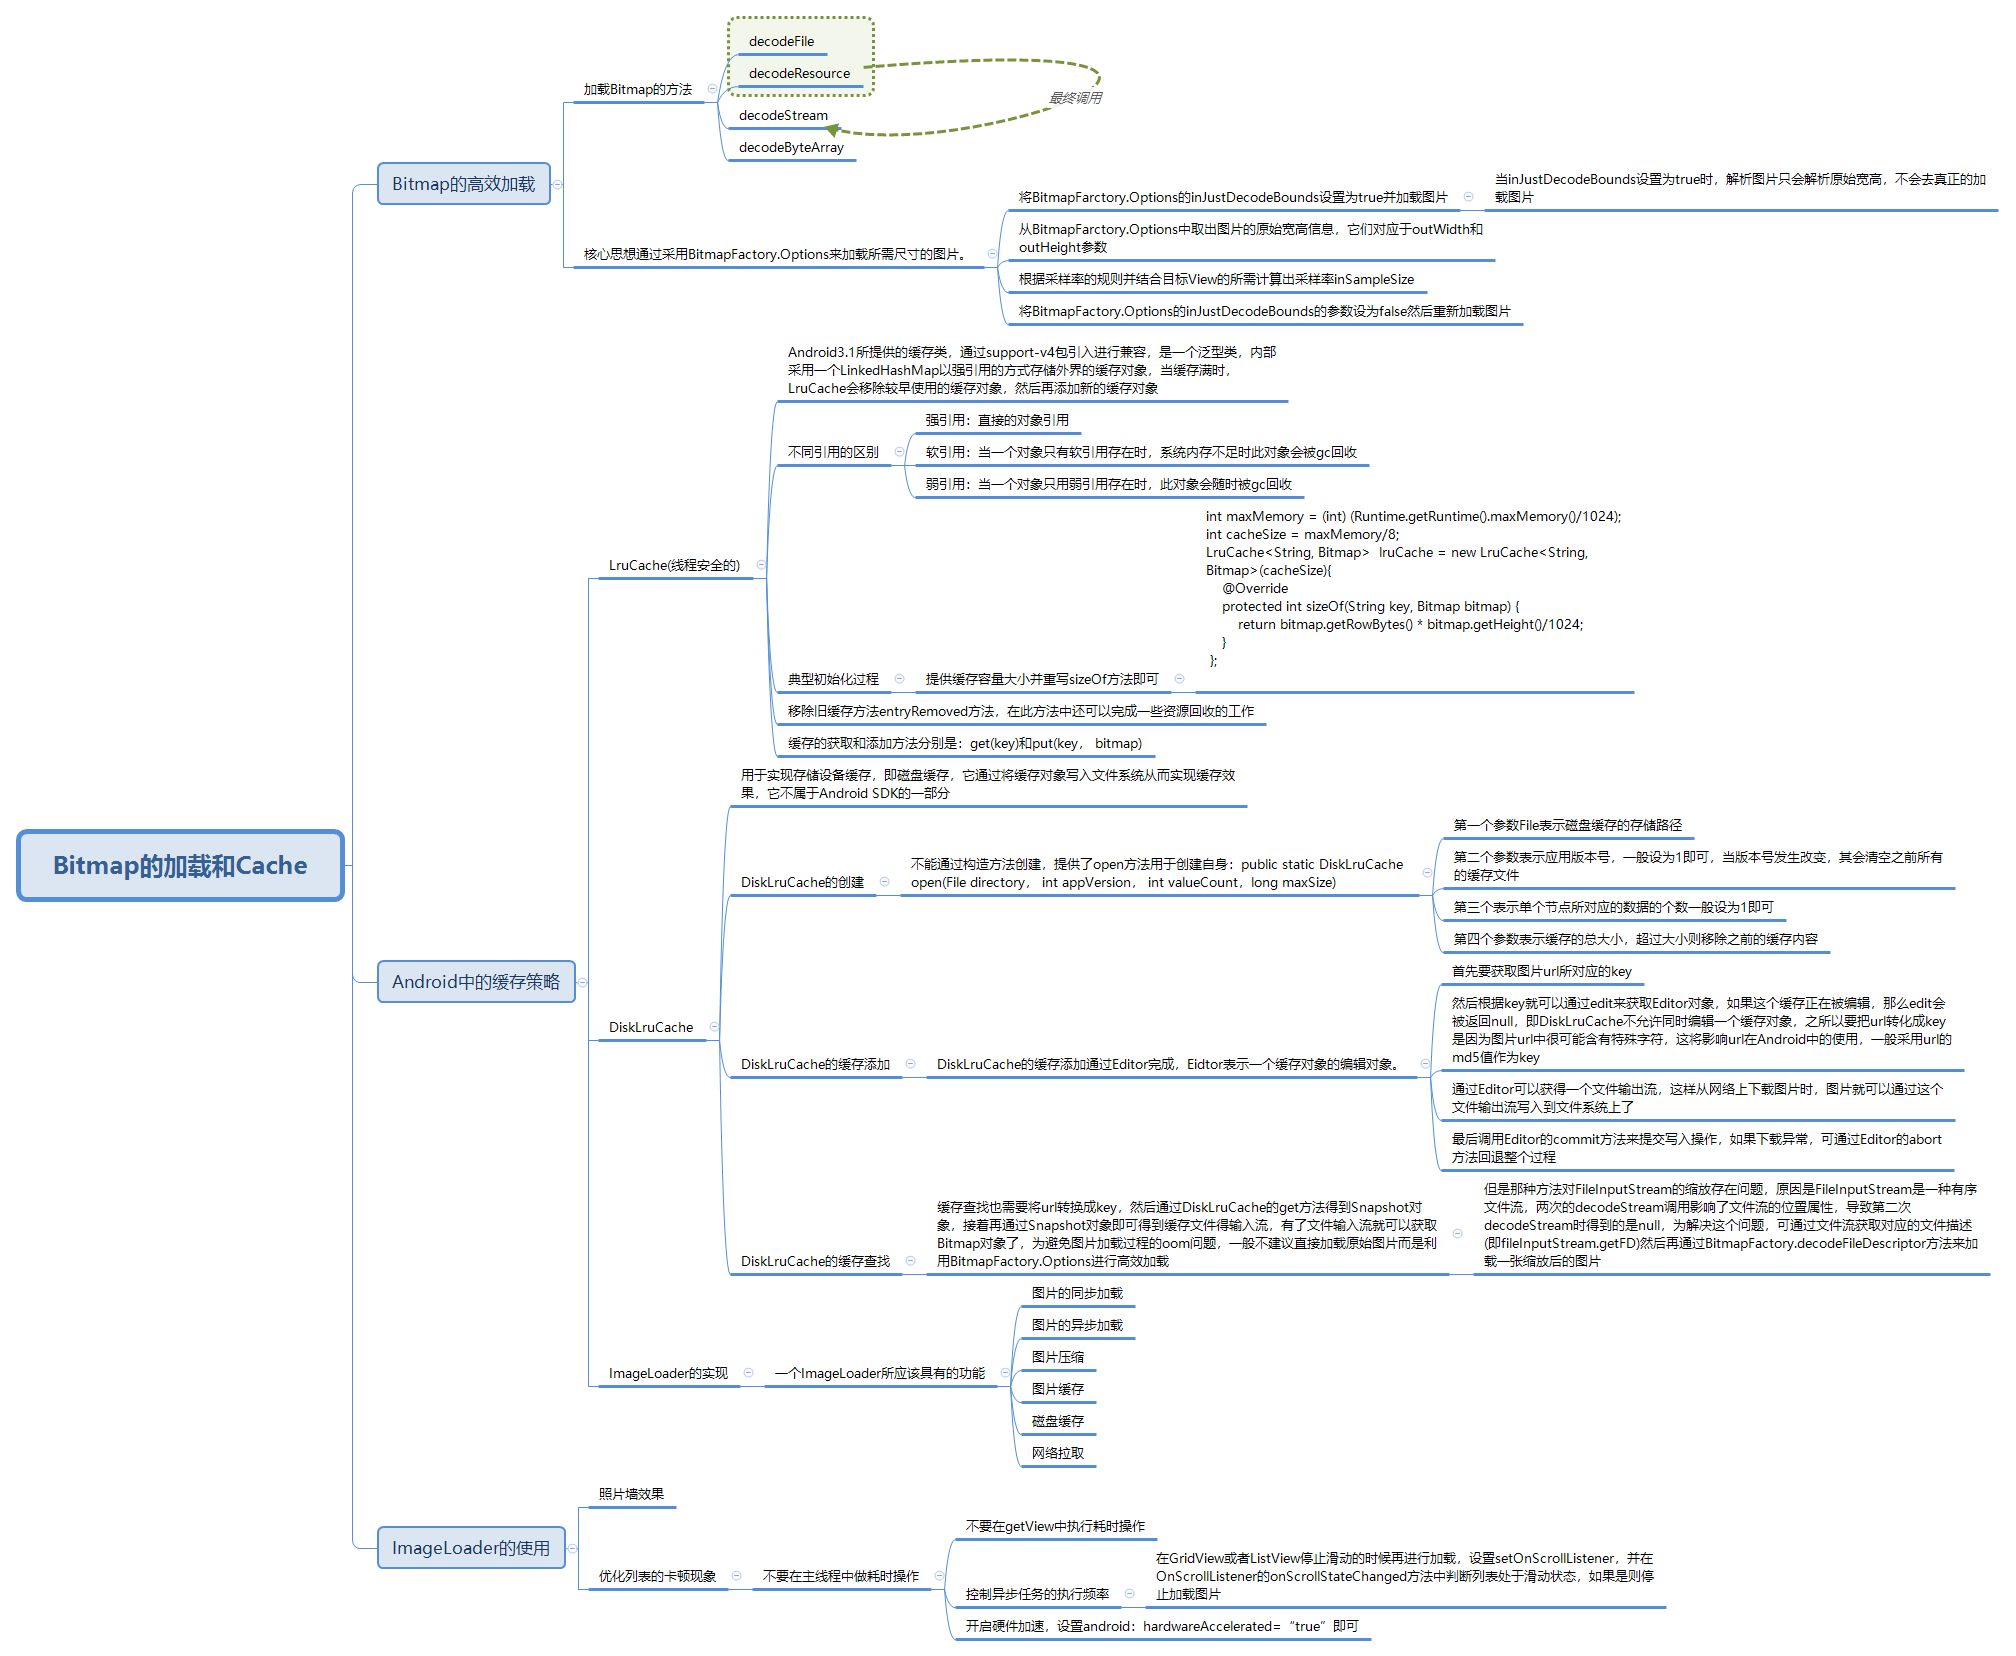 Bitmap的加载和Cache
Bitmap的高效加载
加载Bitmap的方法
decodeFile
decodeResource
最终调用
decodeStream
decodeByteArray
核心思想通过采用BitmapFactory.Options来加载所需尺寸的图片。
将BitmapFarctory.Options的inJustDecodeBounds设置为true并加载图片
当inJustDecodeBounds设置为true时，解析图片只会解析原始宽高，不会去真正的加
载图片
从BitmapFarctory.Options中取出图片的原始宽高信息，它们对应于outWidth和
outHeight参数
根据采样率的规则并结合目标View的所需计算出采样率inSampleSize
将BitmapFactory.Options的inJustDecodeBounds的参数设为false然后重新加载图片
Android中的缓存策略
LruCache(线程安全的)
Android3.1所提供的缓存类，通过support-v4包引入进行兼容，是一个泛型类，内部
采用一个LinkedHashMap以强引用的方式存储外界的缓存对象，当缓存满时，
LruCache会移除较早使用的缓存对象，然后再添加新的缓存对象
不同引用的区别
强引用：直接的对象引用
软引用：当一个对象只有软引用存在时，系统内存不足时此对象会被gc回收
弱引用：当一个对象只用弱引用存在时，此对象会随时被gc回收
典型初始化过程
提供缓存容量大小并重写sizeOf方法即可
int maxMemory = (int) (Runtime.getRuntime().maxMemory()/1024);
int cacheSize = maxMemory/8;
LruCache<String, Bitmap>  lruCache = new LruCache<String,
Bitmap>(cacheSize){
@Override
protected int sizeOf(String key, Bitmap bitmap) {
return bitmap.getRowBytes() * bitmap.getHeight()/1024;
}
};
移除旧缓存方法entryRemoved方法，在此方法中还可以完成一些资源回收的工作
缓存的获取和添加方法分别是：get(key)和put(key， bitmap)
DiskLruCache
用于实现存储设备缓存，即磁盘缓存，它通过将缓存对象写入文件系统从而实现缓存效
果，它不属于Android SDK的一部分
DiskLruCache的创建
不能通过构造方法创建，提供了open方法用于创建自身：public static DiskLruCache
open(File directory， int appVersion， int valueCount，long maxSize)
第一个参数File表示磁盘缓存的存储路径
第二个参数表示应用版本号，一般设为1即可，当版本号发生改变，其会清空之前所有
的缓存文件
第三个表示单个节点所对应的数据的个数一般设为1即可
第四个参数表示缓存的总大小，超过大小则移除之前的缓存内容
DiskLruCache的缓存添加
DiskLruCache的缓存添加通过Editor完成，Eidtor表示一个缓存对象的编辑对象。
首先要获取图片url所对应的key
然后根据key就可以通过edit来获取Editor对象，如果这个缓存正在被编辑，那么edit会
被返回null，即DiskLruCache不允许同时编辑一个缓存对象，之所以要把url转化成key
是因为图片url中很可能含有特殊字符，这将影响url在Android中的使用，一般采用url的
md5值作为key
通过Editor可以获得一个文件输出流，这样从网络上下载图片时，图片就可以通过这个
文件输出流写入到文件系统上了
最后调用Editor的commit方法来提交写入操作，如果下载异常，可通过Editor的abort
方法回退整个过程
DiskLruCache的缓存查找
缓存查找也需要将url转换成key，然后通过DiskLruCache的get方法得到Snapshot对
象，接着再通过Snapshot对象即可得到缓存文件得输入流，有了文件输入流就可以获取
Bitmap对象了，为避免图片加载过程的oom问题，一般不建议直接加载原始图片而是利
用BitmapFactory.Options进行高效加载
但是那种方法对FileInputStream的缩放存在问题，原因是FileInputStream是一种有序
文件流，两次的decodeStream调用影响了文件流的位置属性，导致第二次
decodeStream时得到的是null，为解决这个问题，可通过文件流获取对应的文件描述
(即fileInputStream.getFD)然后再通过BitmapFactory.decodeFileDescriptor方法来加
载一张缩放后的图片
ImageLoader的实现
一个ImageLoader所应该具有的功能
图片的同步加载
图片的异步加载
图片压缩
图片缓存
磁盘缓存
网络拉取
ImageLoader的使用
照片墙效果
优化列表的卡顿现象
不要在主线程中做耗时操作
不要在getView中执行耗时操作
控制异步任务的执行频率
在GridView或者ListView停止滑动的时候再进行加载，设置setOnScrollListener，并在
OnScrollListener的onScrollStateChanged方法中判断列表处于滑动状态，如果是则停
止加载图片
开启硬件加速，设置android：hardwareAccelerated=“true”即可